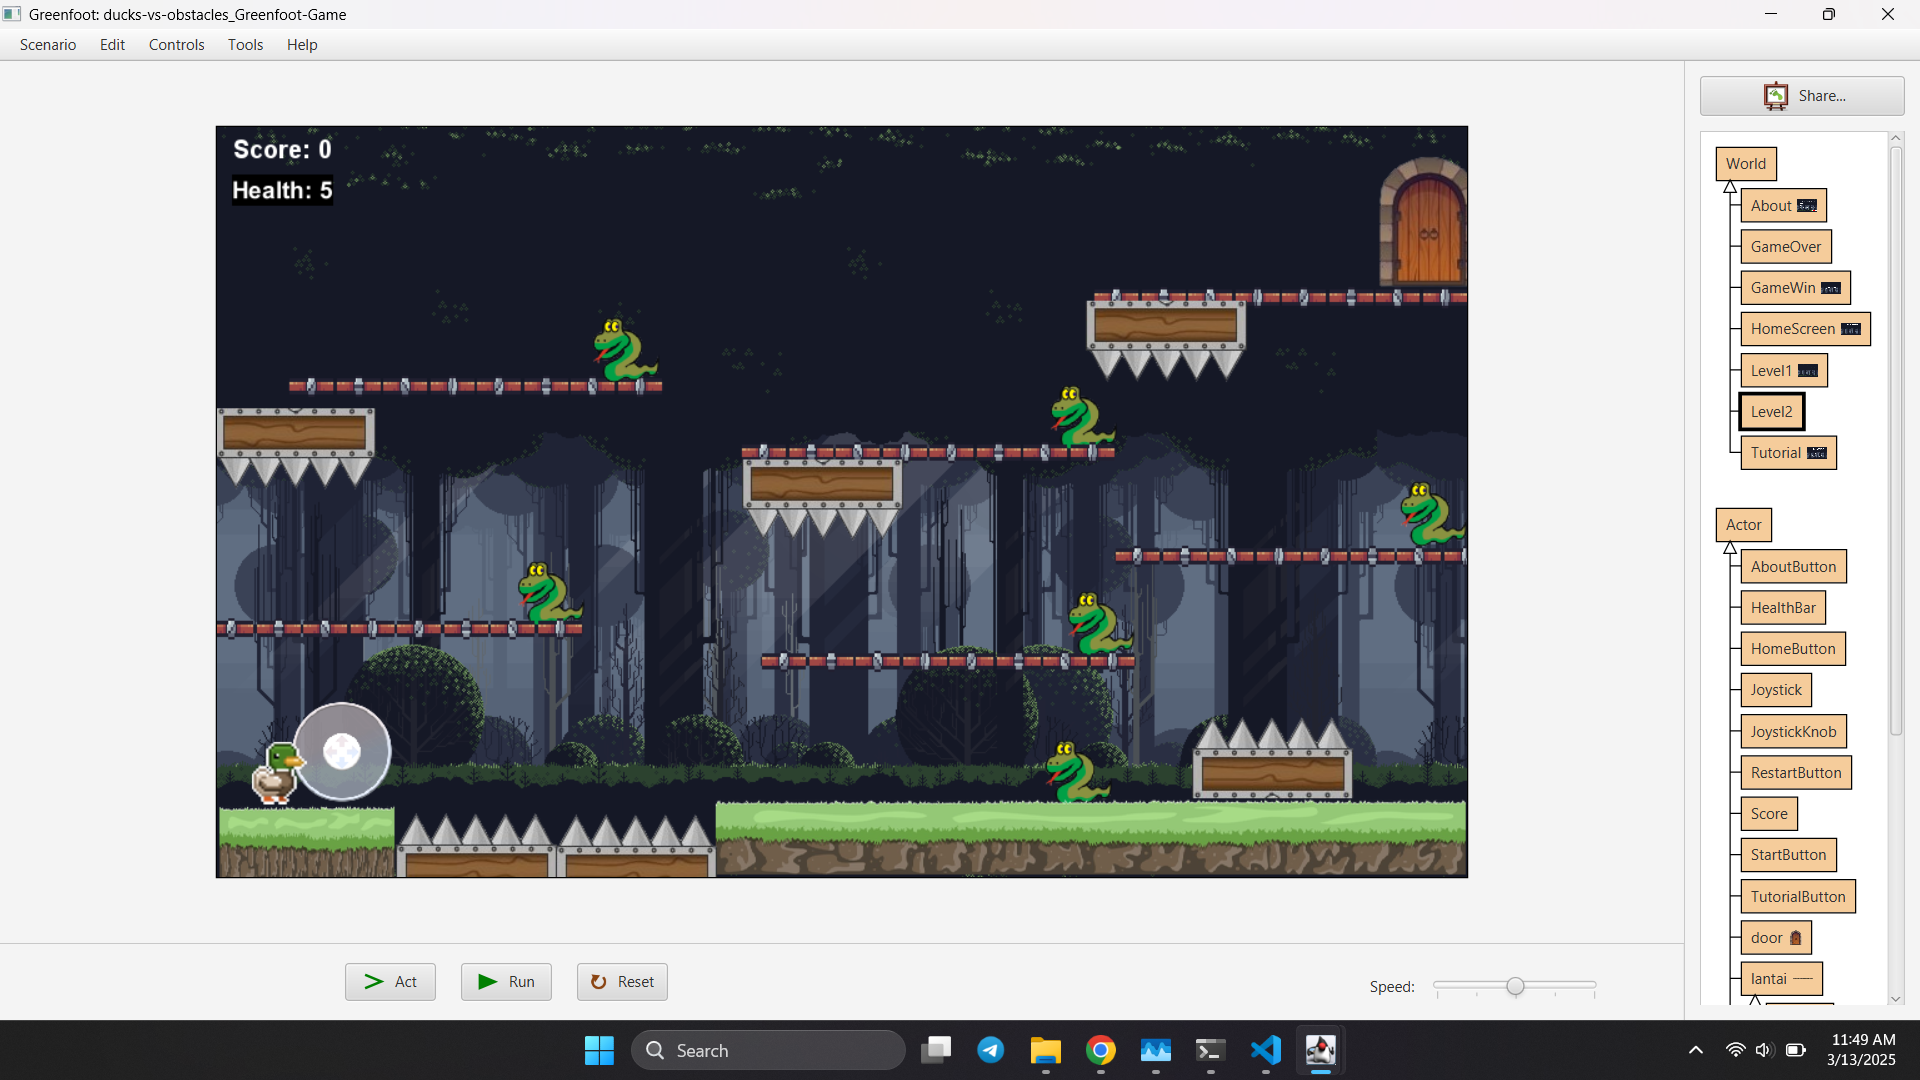 Greenfoot: ducks-vs-obstacles_Greenfoot-Game
Scenario Edit Controls Tools Help
Share...
Score: 0
Health: 5
World
About
GameOver
GameWin
HomeScreen
Level1
Level2
Tutorial
Actor
AboutButton
HealthBar
HomeButton
Joystick
JoystickKnob
RestartButton
Score
StartButton
TutorialButton
door
lantai
Act Run Reset
Speed:
Search
11:49 AM
3/13/2025